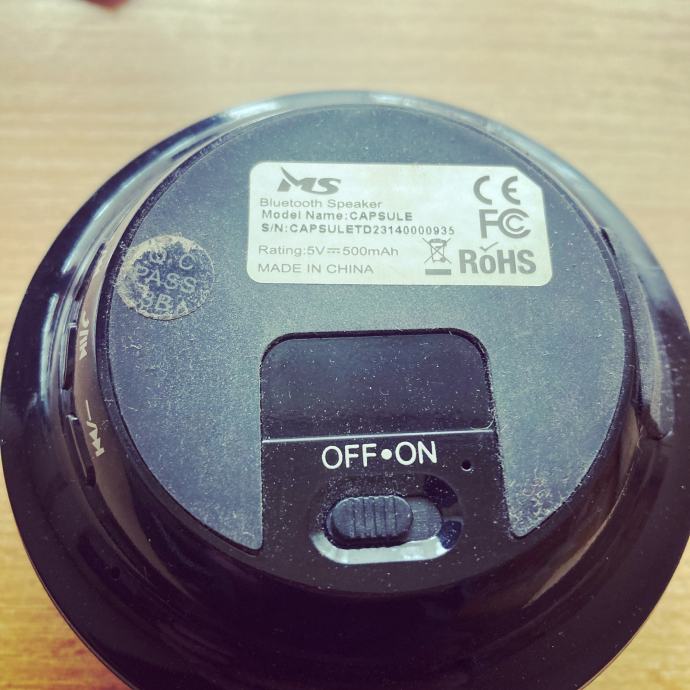 MS
Bluetooth Speaker
Model Name:CAPSULE
S/N:CAPSULETD23140000935
Rating:5V⎓500mAh
MADE IN CHINA
CE
FC
RoHS
PASS
OFF•ON